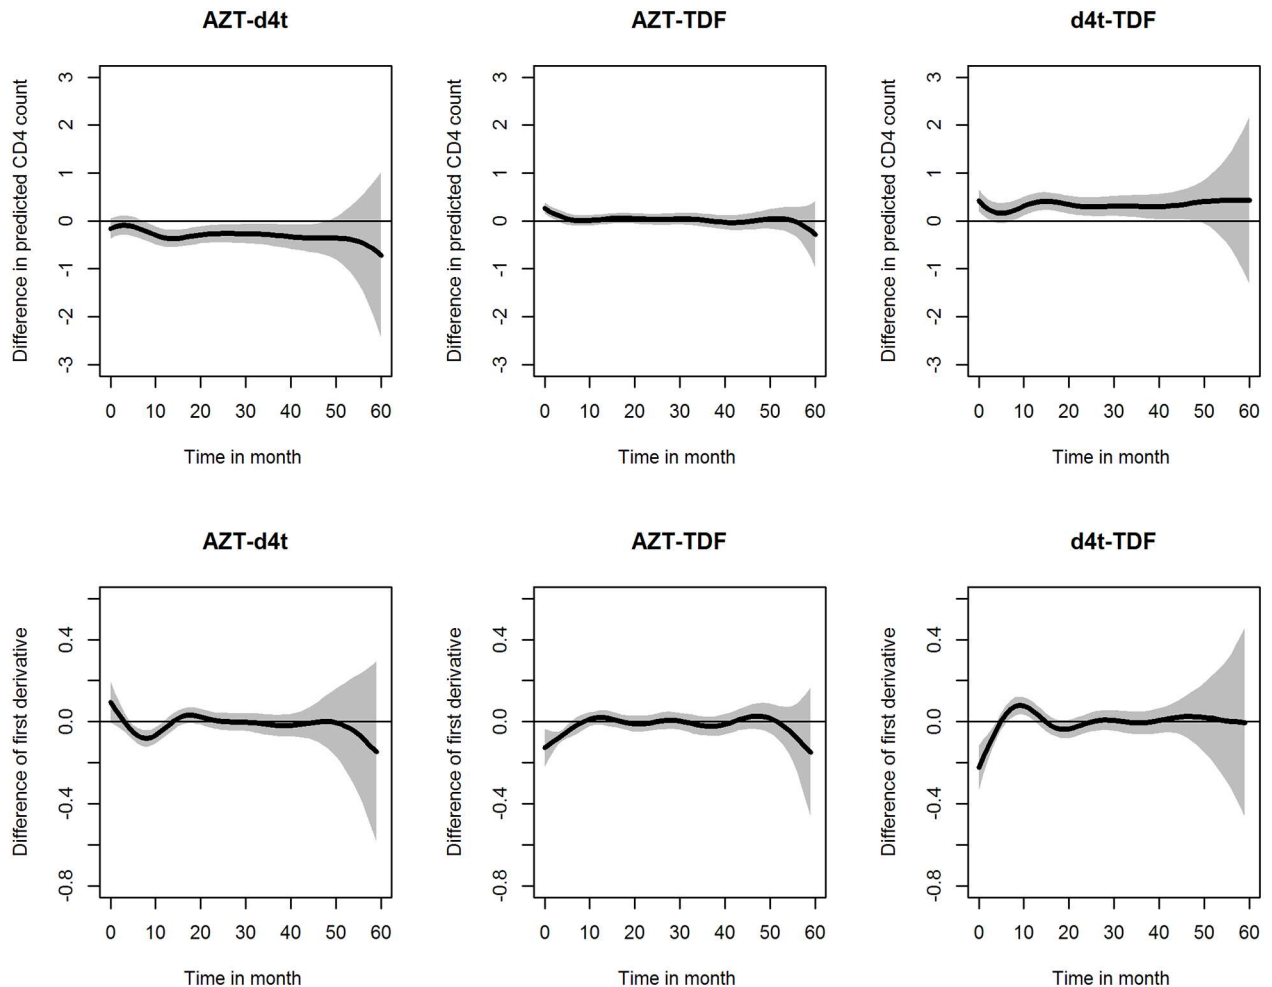 AZT-d4t
AZT-TDF
d4t-TDF
Difference in predicted CD4 count
3
2
1
0
-1
-2
-3
0 10 20 30 40 50 60
Time in month
Difference in predicted CD4 count
3
2
1
0
-1
-2
-3
0 10 20 30 40 50 60
Time in month
Difference in predicted CD4 count
3
2
1
0
-1
-2
-3
0 10 20 30 40 50 60
Time in month
AZT-d4t
AZT-TDF
d4t-TDF
Difference of first derivative
0.4
0.0
-0.4
-0.8
0 10 20 30 40 50 60
Time in month
Difference of first derivative
0.4
0.0
-0.4
-0.8
0 10 20 30 40 50 60
Time in month
Difference of first derivative
0.4
0.0
-0.4
-0.8
0 10 20 30 40 50 60
Time in month